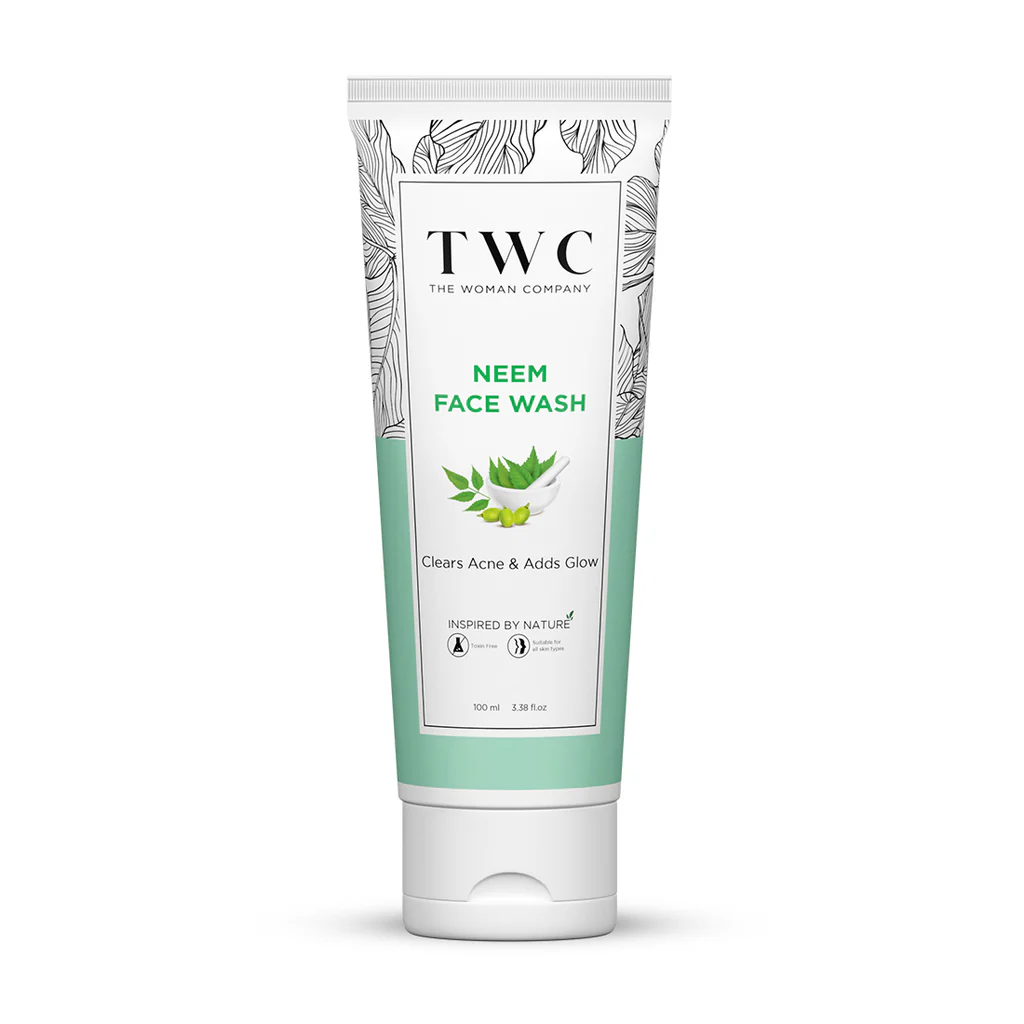 TWC
THE WOMAN COMPANY
NEEM
FACE WASH
Clears Acne & Adds Glow
INSPIRED BY NATURE
Toxin Free
Suitable for
all skin types
100 ml 3.38 fl.oz